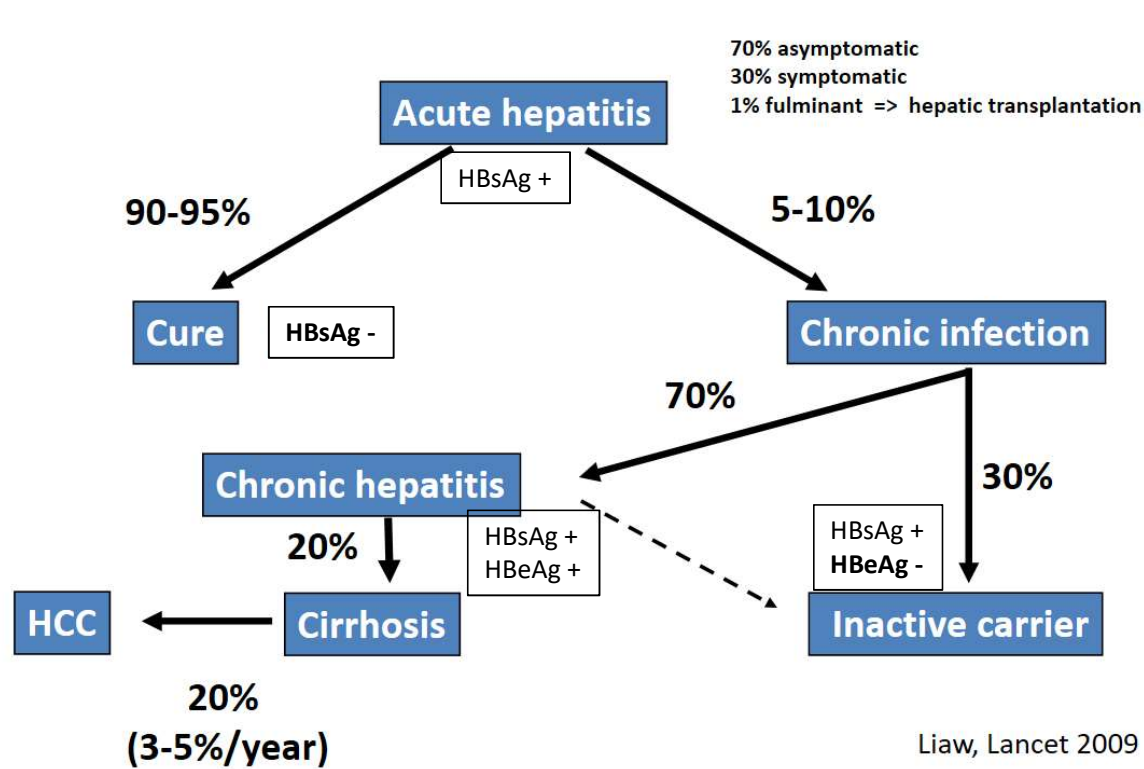 70% asymptomatic
30% symptomatic
1% fulminant => hepatic transplantation
Acute hepatitis
HBsAg +
90-95%
5-10%
Cure
HBsAg -
Chronic infection
70%
30%
Chronic hepatitis
HBsAg +
HBeAg +
20%
HBsAg +
HBeAg -
HCC
Cirrhosis
Inactive carrier
20%
(3-5%/year)
Liaw, Lancet 2009